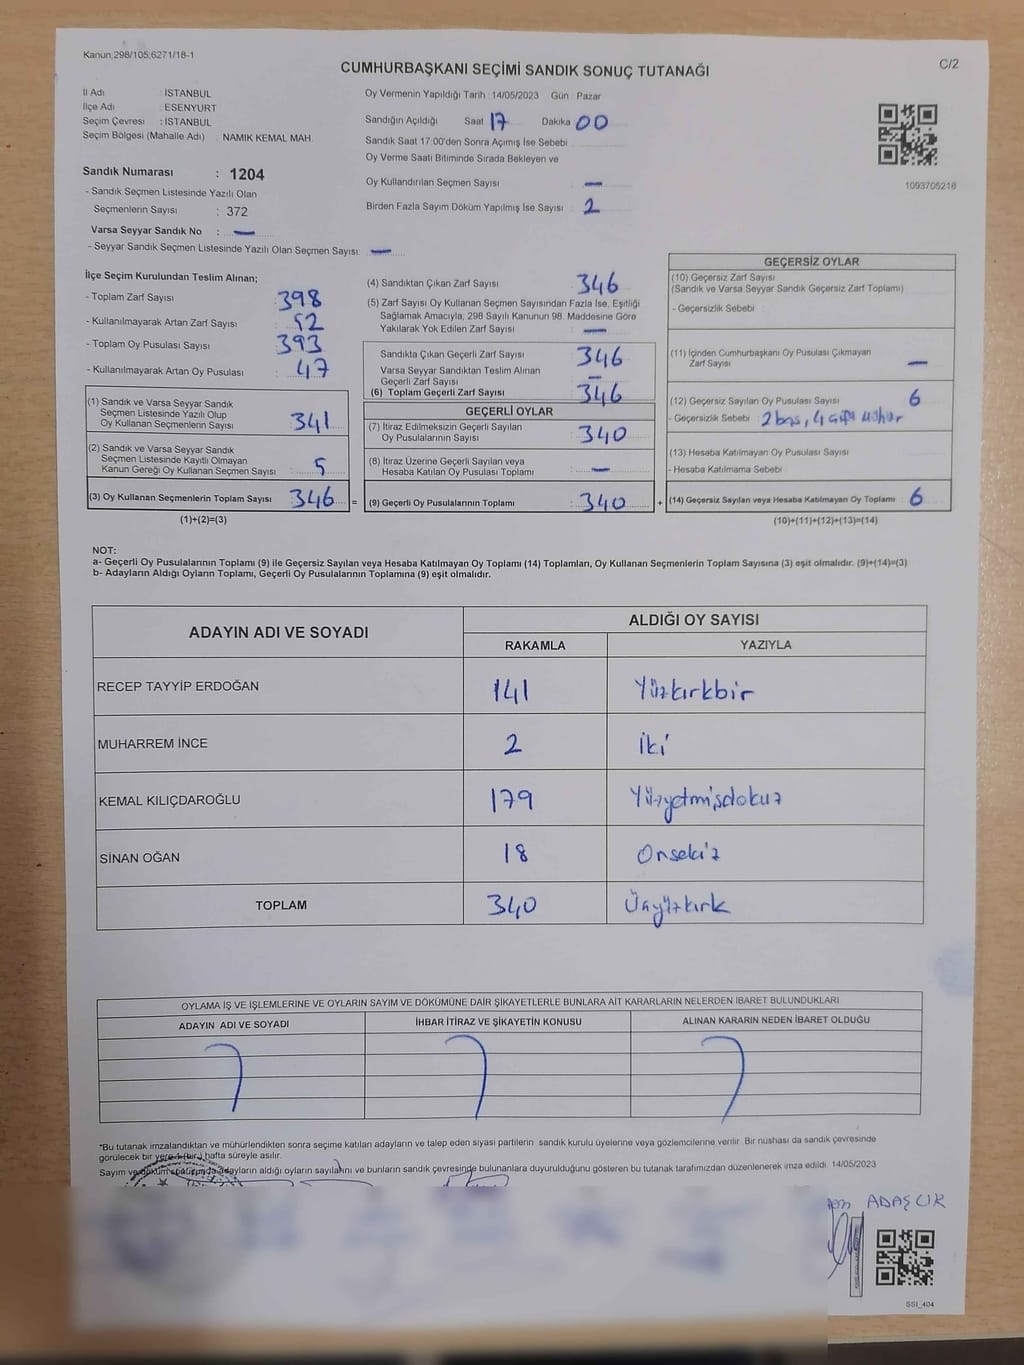 Kanun;298/105;6271/18-1
C/2
CUMHURBAŞKANI SEÇİMİ SANDIK SONUÇ TUTANAĞI
İl Adı : İSTANBUL
İlçe Adı : ESENYURT
Seçim Çevresi : İSTANBUL
Seçim Bölgesi (Mahalle Adı) : NAMIK KEMAL MAH.
Sandık Numarası : 1204
- Sandık Seçmen Listesinde Yazılı Olan
Seçmenlerin Sayısı : 372
Varsa Seyyar Sandık No : —
- Seyyar Sandık Seçmen Listesinde Yazılı Olan Seçmen Sayısı: —
Oy Vermenin Yapıldığı Tarih : 14/05/2023 Gün : Pazar
Sandığın Açıldığı Saat 17 Dakika 00
Sandık Saat 17:00'den Sonra Açılmış İse Sebebi
Oy Verme Saati Bitiminde Sırada Bekleyen ve
Oy Kullandırılan Seçmen Sayısı : —
Birden Fazla Sayım Döküm Yapılmış İse Sayısı : 2
1093705216
İlçe Seçim Kurulundan Teslim Alınan;
- Toplam Zarf Sayısı : 398
- Kullanılmayarak Artan Zarf Sayısı : 52
- Toplam Oy Pusulası Sayısı : 393
- Kullanılmayarak Artan Oy Pusulası : 47
(1) Sandık ve Varsa Seyyar Sandık
Seçmen Listesinde Yazılı Olup
Oy Kullanan Seçmenlerin Sayısı : 341
(2) Sandık ve Varsa Seyyar Sandık
Seçmen Listesinde Kayıtlı Olmayan
Kanun Gereği Oy Kullanan Seçmen Sayısı : 5
(3) Oy Kullanan Seçmenlerin Toplam Sayısı : 346 =
(1)+(2)=(3)
(4) Sandıktan Çıkan Zarf Sayısı : 346
(5) Zarf Sayısı Oy Kullanan Seçmen Sayısından Fazla İse, Eşitliği
Sağlamak Amacıyla, 298 Sayılı Kanunun 98. Maddesine Göre
Yakılarak Yok Edilen Zarf Sayısı : —
Sandıkta Çıkan Geçerli Zarf Sayısı : 346
Varsa Seyyar Sandıktan Teslim Alınan
Geçerli Zarf Sayısı : —
(6) Toplam Geçerli Zarf Sayısı : 346
GEÇERLİ OYLAR
(7) İtiraz Edilmeksizin Geçerli Sayılan
Oy Pusulalarının Sayısı : 340
(8) İtiraz Üzerine Geçerli Sayılan veya
Hesaba Katılan Oy Pusulası Toplamı : —
(9) Geçerli Oy Pusulalarının Toplamı : 340 +
GEÇERSİZ OYLAR
(10) Geçersiz Zarf Sayısı
(Sandık ve Varsa Seyyar Sandık Geçersiz Zarf Toplamı)
- Geçersizlik Sebebi
(11) İçinden Cumhurbaşkanı Oy Pusulası Çıkmayan
Zarf Sayısı : —
(12) Geçersiz Sayılan Oy Pusulası Sayısı : 6
- Geçersizlik Sebebi 2 boş, 4 çift mühür
(13) Hesaba Katılmayan Oy Pusulası Sayısı
- Hesaba Katılmama Sebebi
(14) Geçersiz Sayılan veya Hesaba Katılmayan Oy Toplamı : 6
(10)+(11)+(12)+(13)=(14)
NOT:
a- Geçerli Oy Pusulalarının Toplamı (9) ile Geçersiz Sayılan veya Hesaba Katılmayan Oy Toplamı (14) Toplamları, Oy Kullanan Seçmenlerin Toplam Sayısına (3) eşit olmalıdır. (9)+(14)=(3)
b- Adayların Aldığı Oyların Toplamı, Geçerli Oy Pusulalarının Toplamına (9) eşit olmalıdır.
ADAYIN ADI VE SOYADI
ALDIĞI OY SAYISI
RAKAMLA YAZIYLA
RECEP TAYYİP ERDOĞAN 141 Yüzkırkbir
MUHARREM İNCE 2 İki
KEMAL KILIÇDAROĞLU 179 Yüzyetmişdokuz
SİNAN OĞAN 18 Onsekiz
TOPLAM 340 Üçyüzkırk
OYLAMA İŞ VE İŞLEMLERİNE VE OYLARIN SAYIM VE DÖKÜMÜNE DAİR ŞİKAYETLERLE BUNLARA AİT KARARLARIN NELERDEN İBARET BULUNDUKLARI
ADAYIN ADI VE SOYADI İHBAR İTİRAZ VE ŞİKAYETİN KONUSU ALINAN KARARIN NEDEN İBARET OLDUĞU
*Bu tutanak imzalandıktan ve mühürlendikten sonra seçime katılan adayların ve talep eden siyasi partilerin sandık kurulu üyelerine veya gözlemcilerine verilir. Bir nüshası da sandık çevresinde
görülecek bir yere 1 (bir) hafta süreyle asılır.
Sayım ve döküm sonucunda adayların aldığı oyların sayılanı ve bunların sandık çevresinde bulunanlara duyurulduğunu gösteren bu tutanak tarafımızdan düzenlenerek imza edildi. 14/05/2023
ADAŞLIK
SSI_404